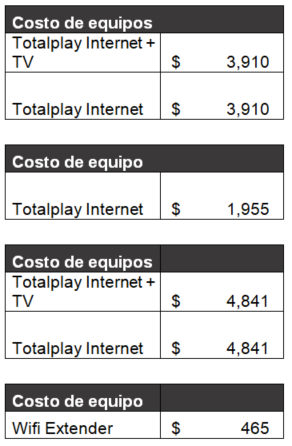 Costo de equipos
Totalplay Internet +
TV $ 3,910
Totalplay Internet $ 3,910
Costo de equipo
Totalplay Internet $ 1,955
Costo de equipos
Totalplay Internet +
TV $ 4,841
Totalplay Internet $ 4,841
Costo de equipo
Wifi Extender $ 465